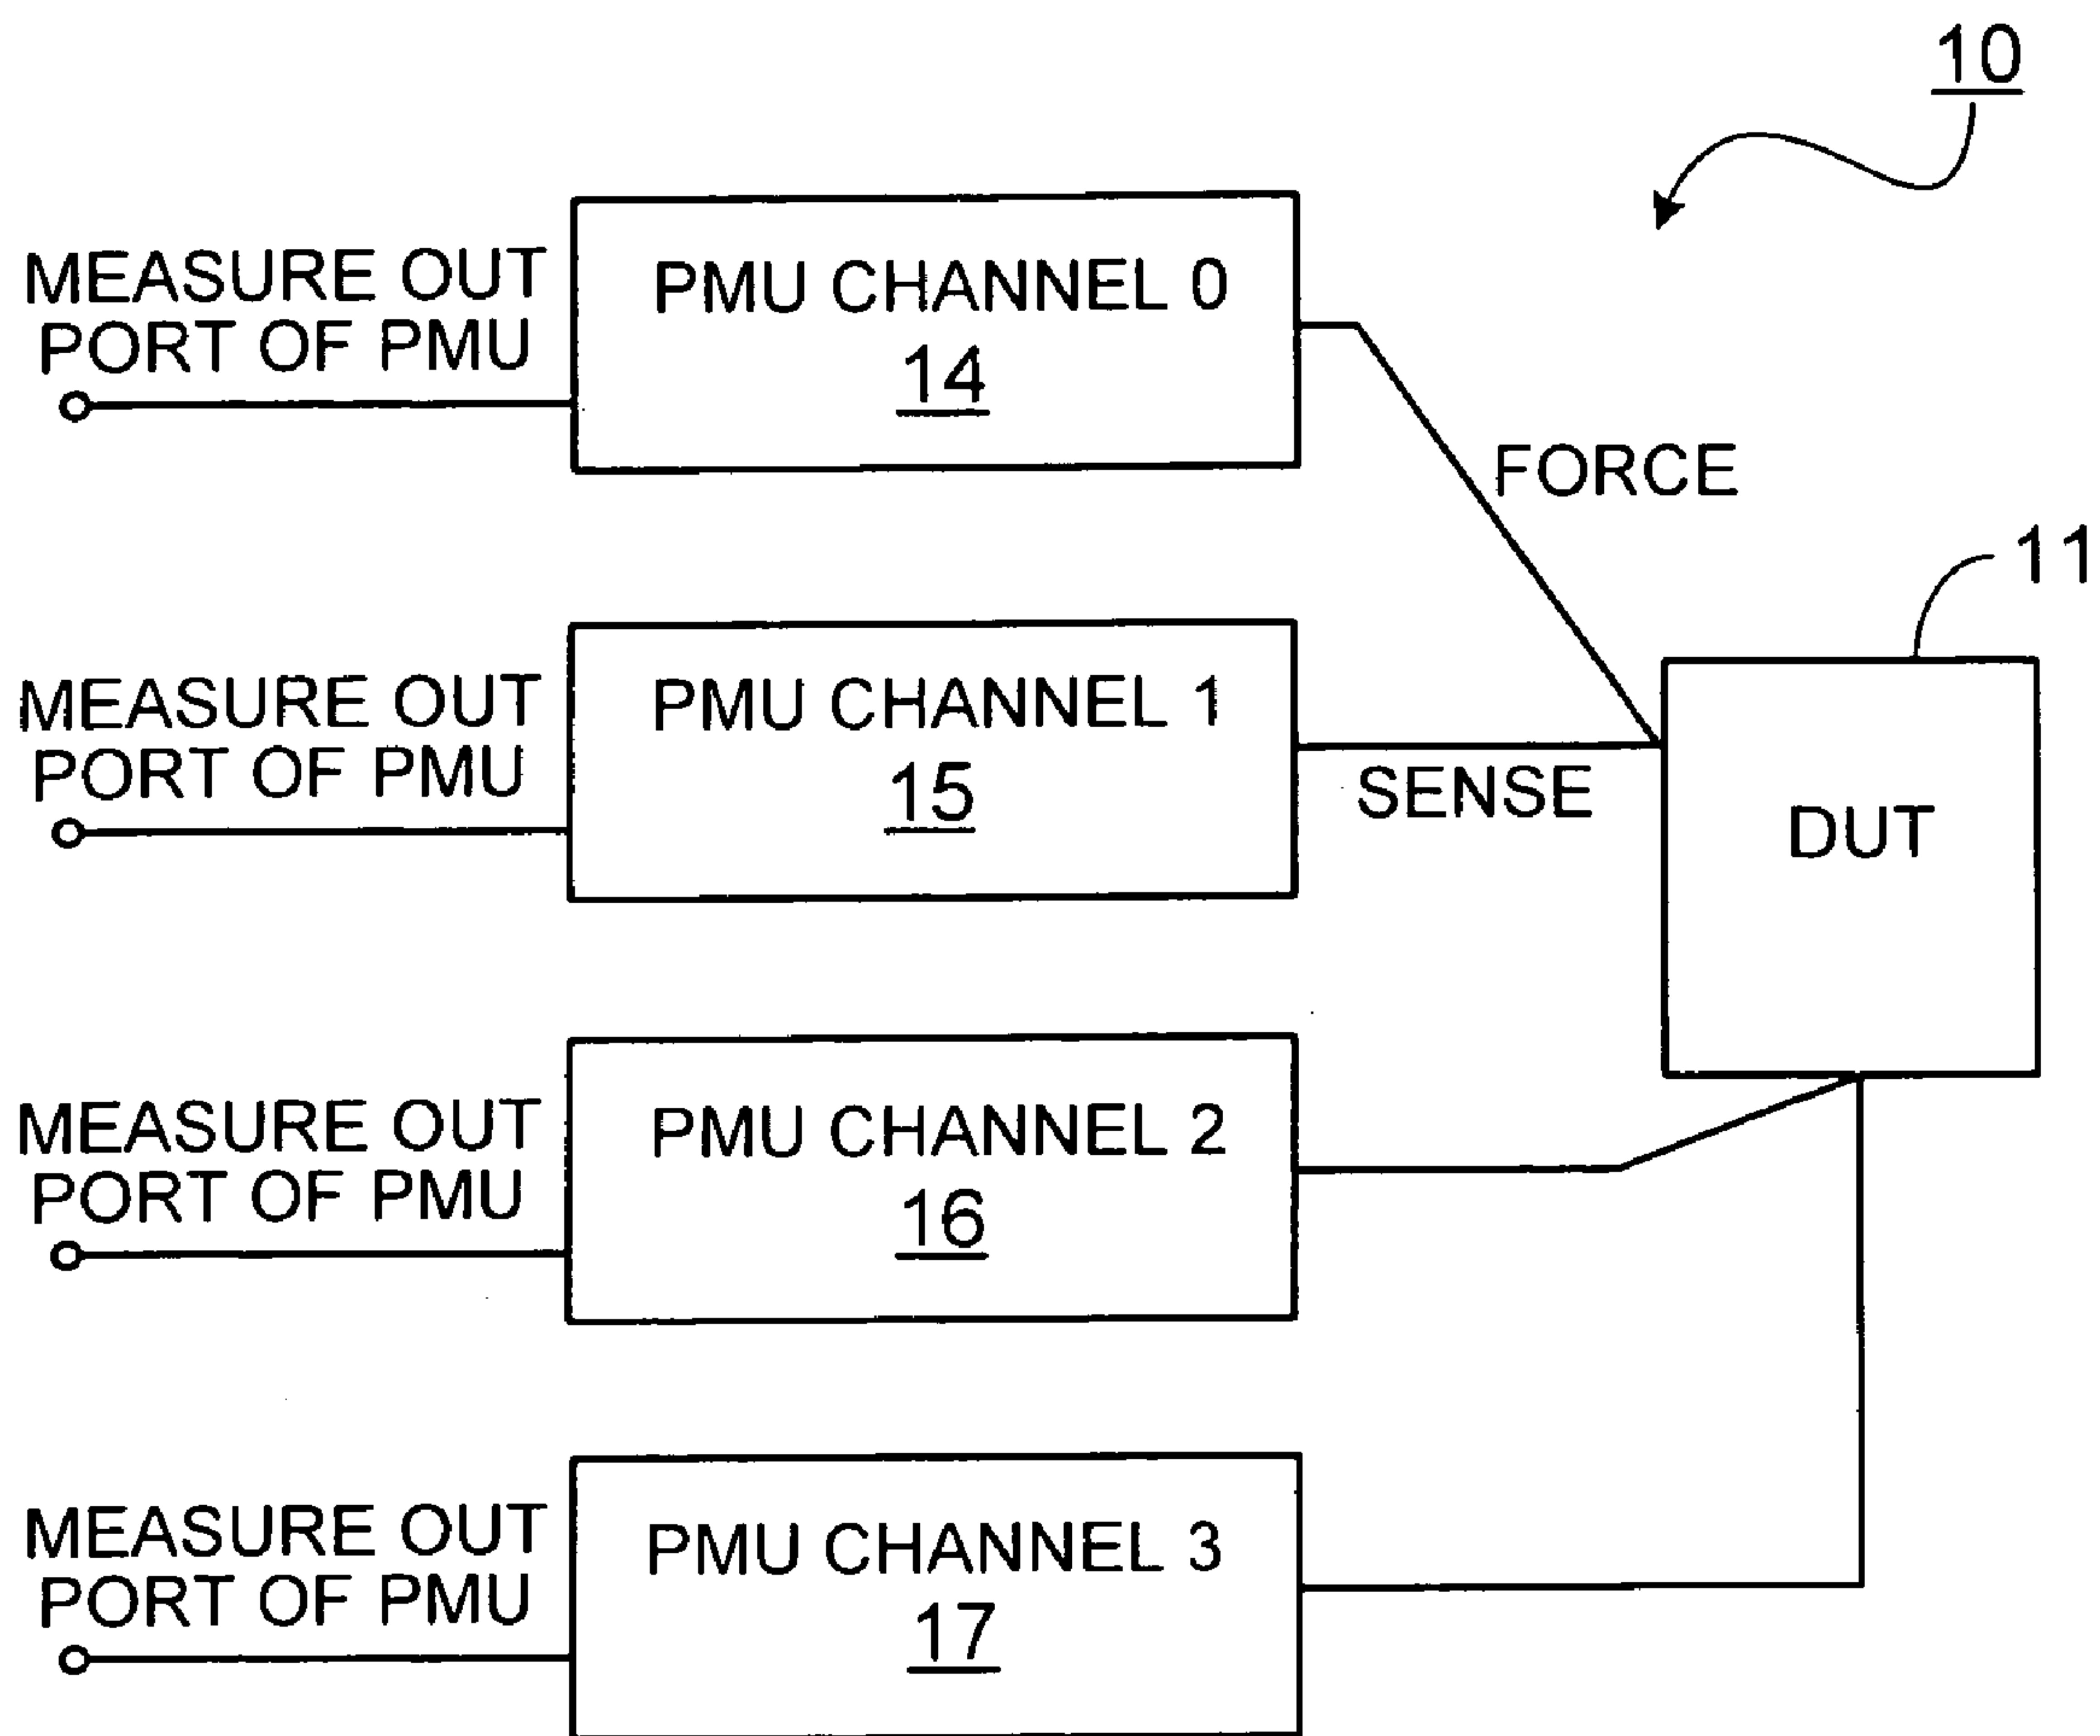 10
MEASURE OUT
PORT OF PMU
PMU CHANNEL 0
14
FORCE
11
MEASURE OUT
PORT OF PMU
PMU CHANNEL 1
15
SENSE
DUT
MEASURE OUT
PORT OF PMU
PMU CHANNEL 2
16
MEASURE OUT
PORT OF PMU
PMU CHANNEL 3
17